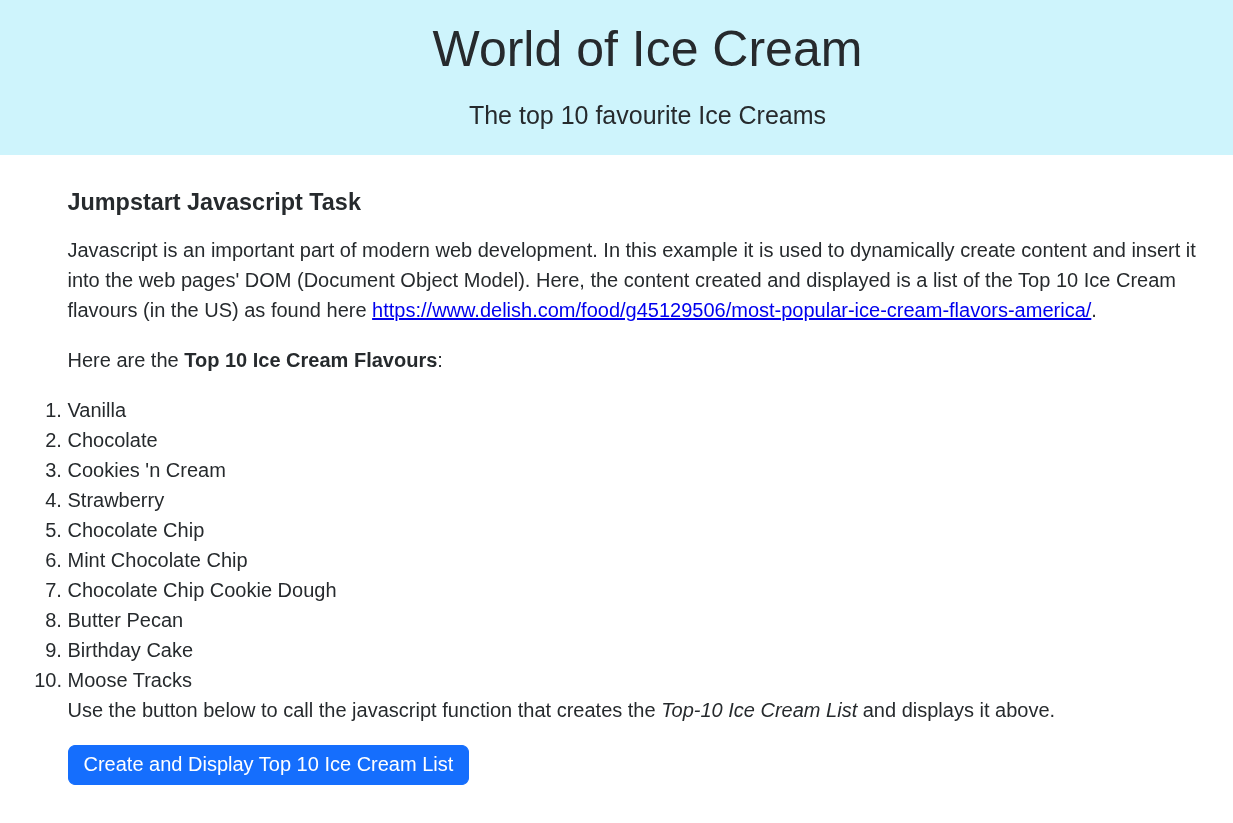 World of Ice Cream
The top 10 favourite Ice Creams
Jumpstart Javascript Task
Javascript is an important part of modern web development. In this example it is used to dynamically create content and insert it
into the web pages' DOM (Document Object Model). Here, the content created and displayed is a list of the Top 10 Ice Cream
flavours (in the US) as found here https://www.delish.com/food/g45129506/most-popular-ice-cream-flavors-america/.
Here are the Top 10 Ice Cream Flavours:
1. Vanilla
2. Chocolate
3. Cookies 'n Cream
4. Strawberry
5. Chocolate Chip
6. Mint Chocolate Chip
7. Chocolate Chip Cookie Dough
8. Butter Pecan
9. Birthday Cake
10. Moose Tracks
Use the button below to call the javascript function that creates the Top-10 Ice Cream List and displays it above.
Create and Display Top 10 Ice Cream List